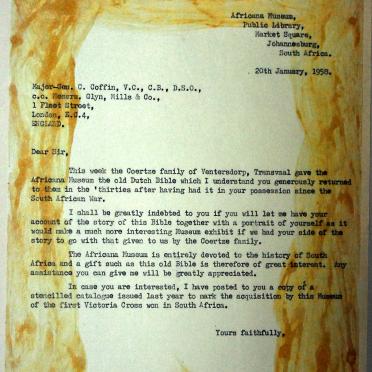 Africana Museum,
Public Library,
Market Square,
Johannesburg,
South Africa.
20th January, 1958.
Major-Gen. C. Coffin, V.C., C.B., D.S.O.,
c.o. Messrs. Glyn, Mills & Co.,
1 Fleet Street,
London, E.C.4,
ENGLAND.
Dear Sir,
This week the Coertze family of Ventersdorp, Transvaal gave the
Africana Museum the old Dutch Bible which I understand you generously returned
to them in the 'thirties after having had it in your possession since the
South African War.
I shall be greatly indebted to you if you will let me have your
account of the story of this Bible together with a portrait of yourself as it
would make a much more interesting Museum exhibit if we had your side of the
story to go with that given to us by the Coertze family.
The Africana Museum is entirely devoted to the history of South
Africa and a gift such as this old Bible is therefore of great interest. Any
assistance you can give me will be greatly appreciated.
In case you are interested, I have posted to you a copy of a
stencilled catalogue issued last year to mark the acquisition by this Museum
of the first Victoria Cross won in South Africa.
Yours faithfully,